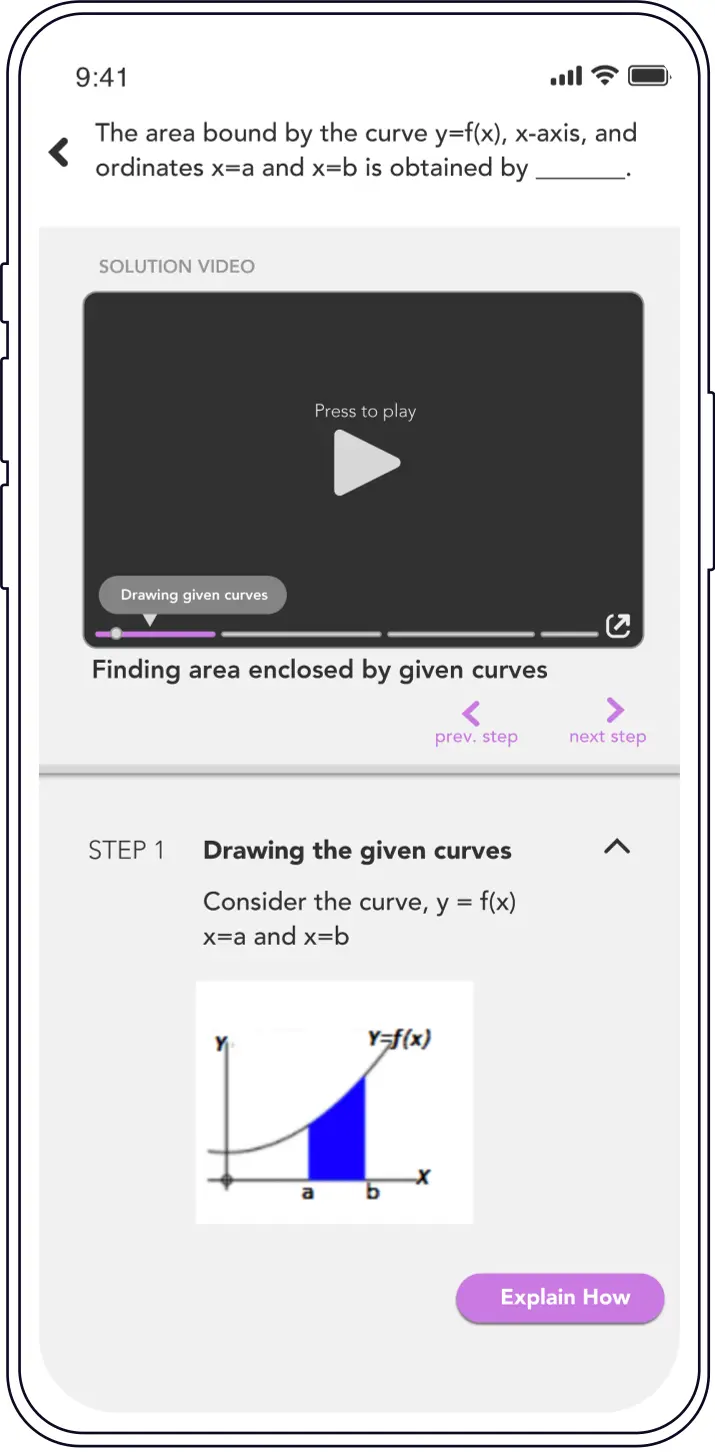 9:41
The area bound by the curve y=f(x), x-axis, and
ordinates x=a and x=b is obtained by _______.
SOLUTION VIDEO
Press to play
Drawing given curves
Finding area enclosed by given curves
prev. step
next step
STEP 1
Drawing the given curves
Consider the curve, y = f(x)
x=a and x=b
Y
Y=f(x)
X
a
b
Explain How